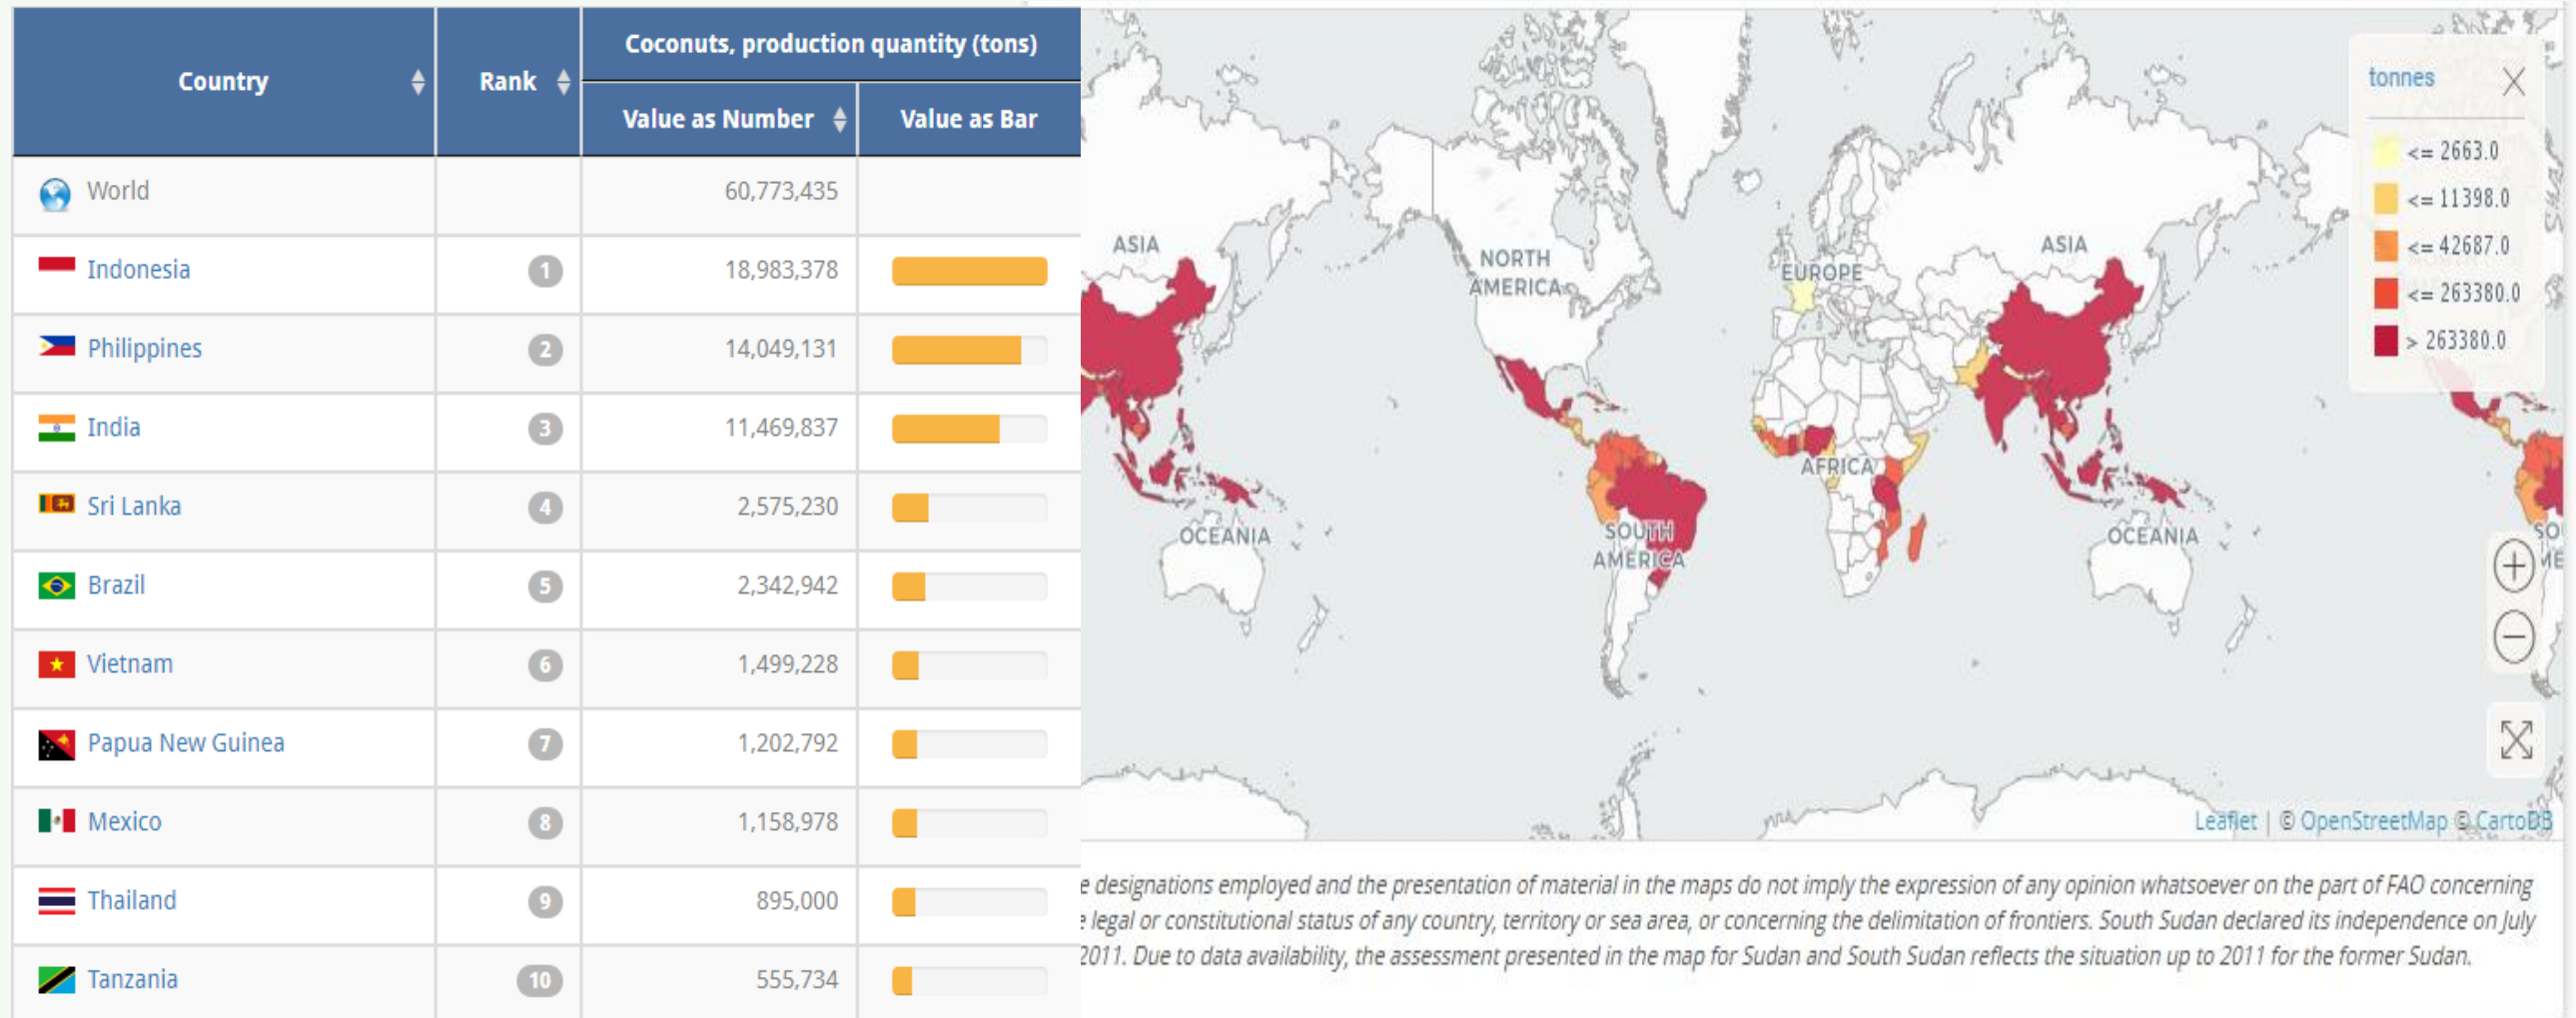 Coconuts, production quantity (tons)
Country Rank
Value as Number Value as Bar
World 60,773,435
Indonesia 1 18,983,378
Philippines 2 14,049,131
India 3 11,469,837
Sri Lanka 4 2,575,230
Brazil 5 2,342,942
Vietnam 6 1,499,228
Papua New Guinea 7 1,202,792
Mexico 8 1,158,978
Thailand 9 895,000
Tanzania 10 555,734
tonnes
<= 2663.0
<= 11398.0
<= 42687.0
<= 263380.0
> 263380.0
ASIA
NORTH
AMERICA
EUROPE
ASIA
AFRICA
OCEANIA
SOUTH
AMERICA
OCEANIA
SO
ME
Leaflet | © OpenStreetMap © CartoDB
e designations employed and the presentation of material in the maps do not imply the expression of any opinion whatsoever on the part of FAO concerning
e legal or constitutional status of any country, territory or sea area, or concerning the delimitation of frontiers. South Sudan declared its independence on July
2011. Due to data availability, the assessment presented in the map for Sudan and South Sudan reflects the situation up to 2011 for the former Sudan.